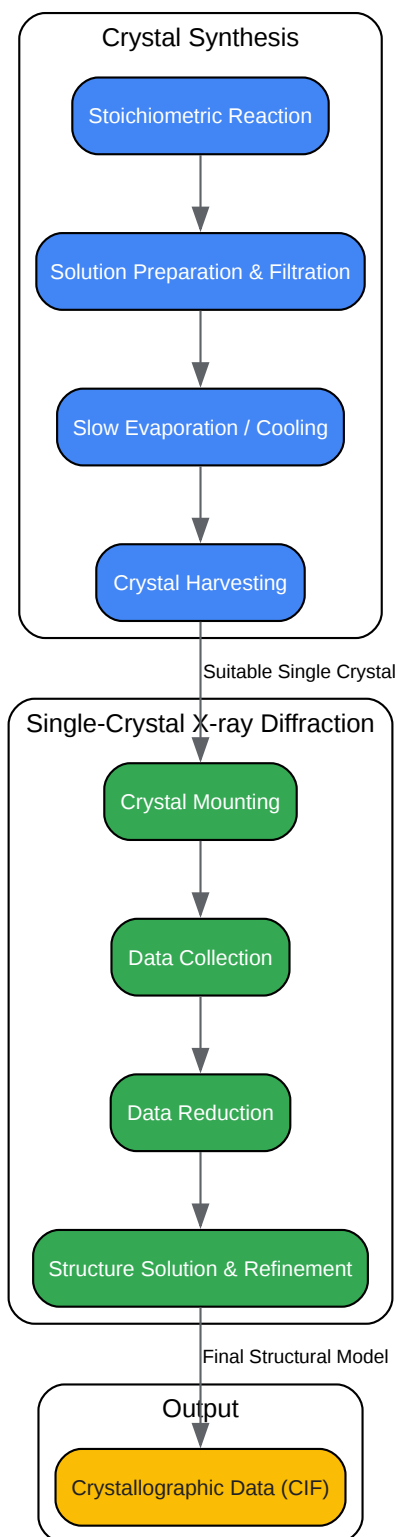 Crystal Synthesis
Stoichiometric Reaction
Solution Preparation & Filtration
Slow Evaporation / Cooling
Crystal Harvesting
Suitable Single Crystal
Single-Crystal X-ray Diffraction
Crystal Mounting
Data Collection
Data Reduction
Structure Solution & Refinement
Final Structural Model
Output
Crystallographic Data (CIF)